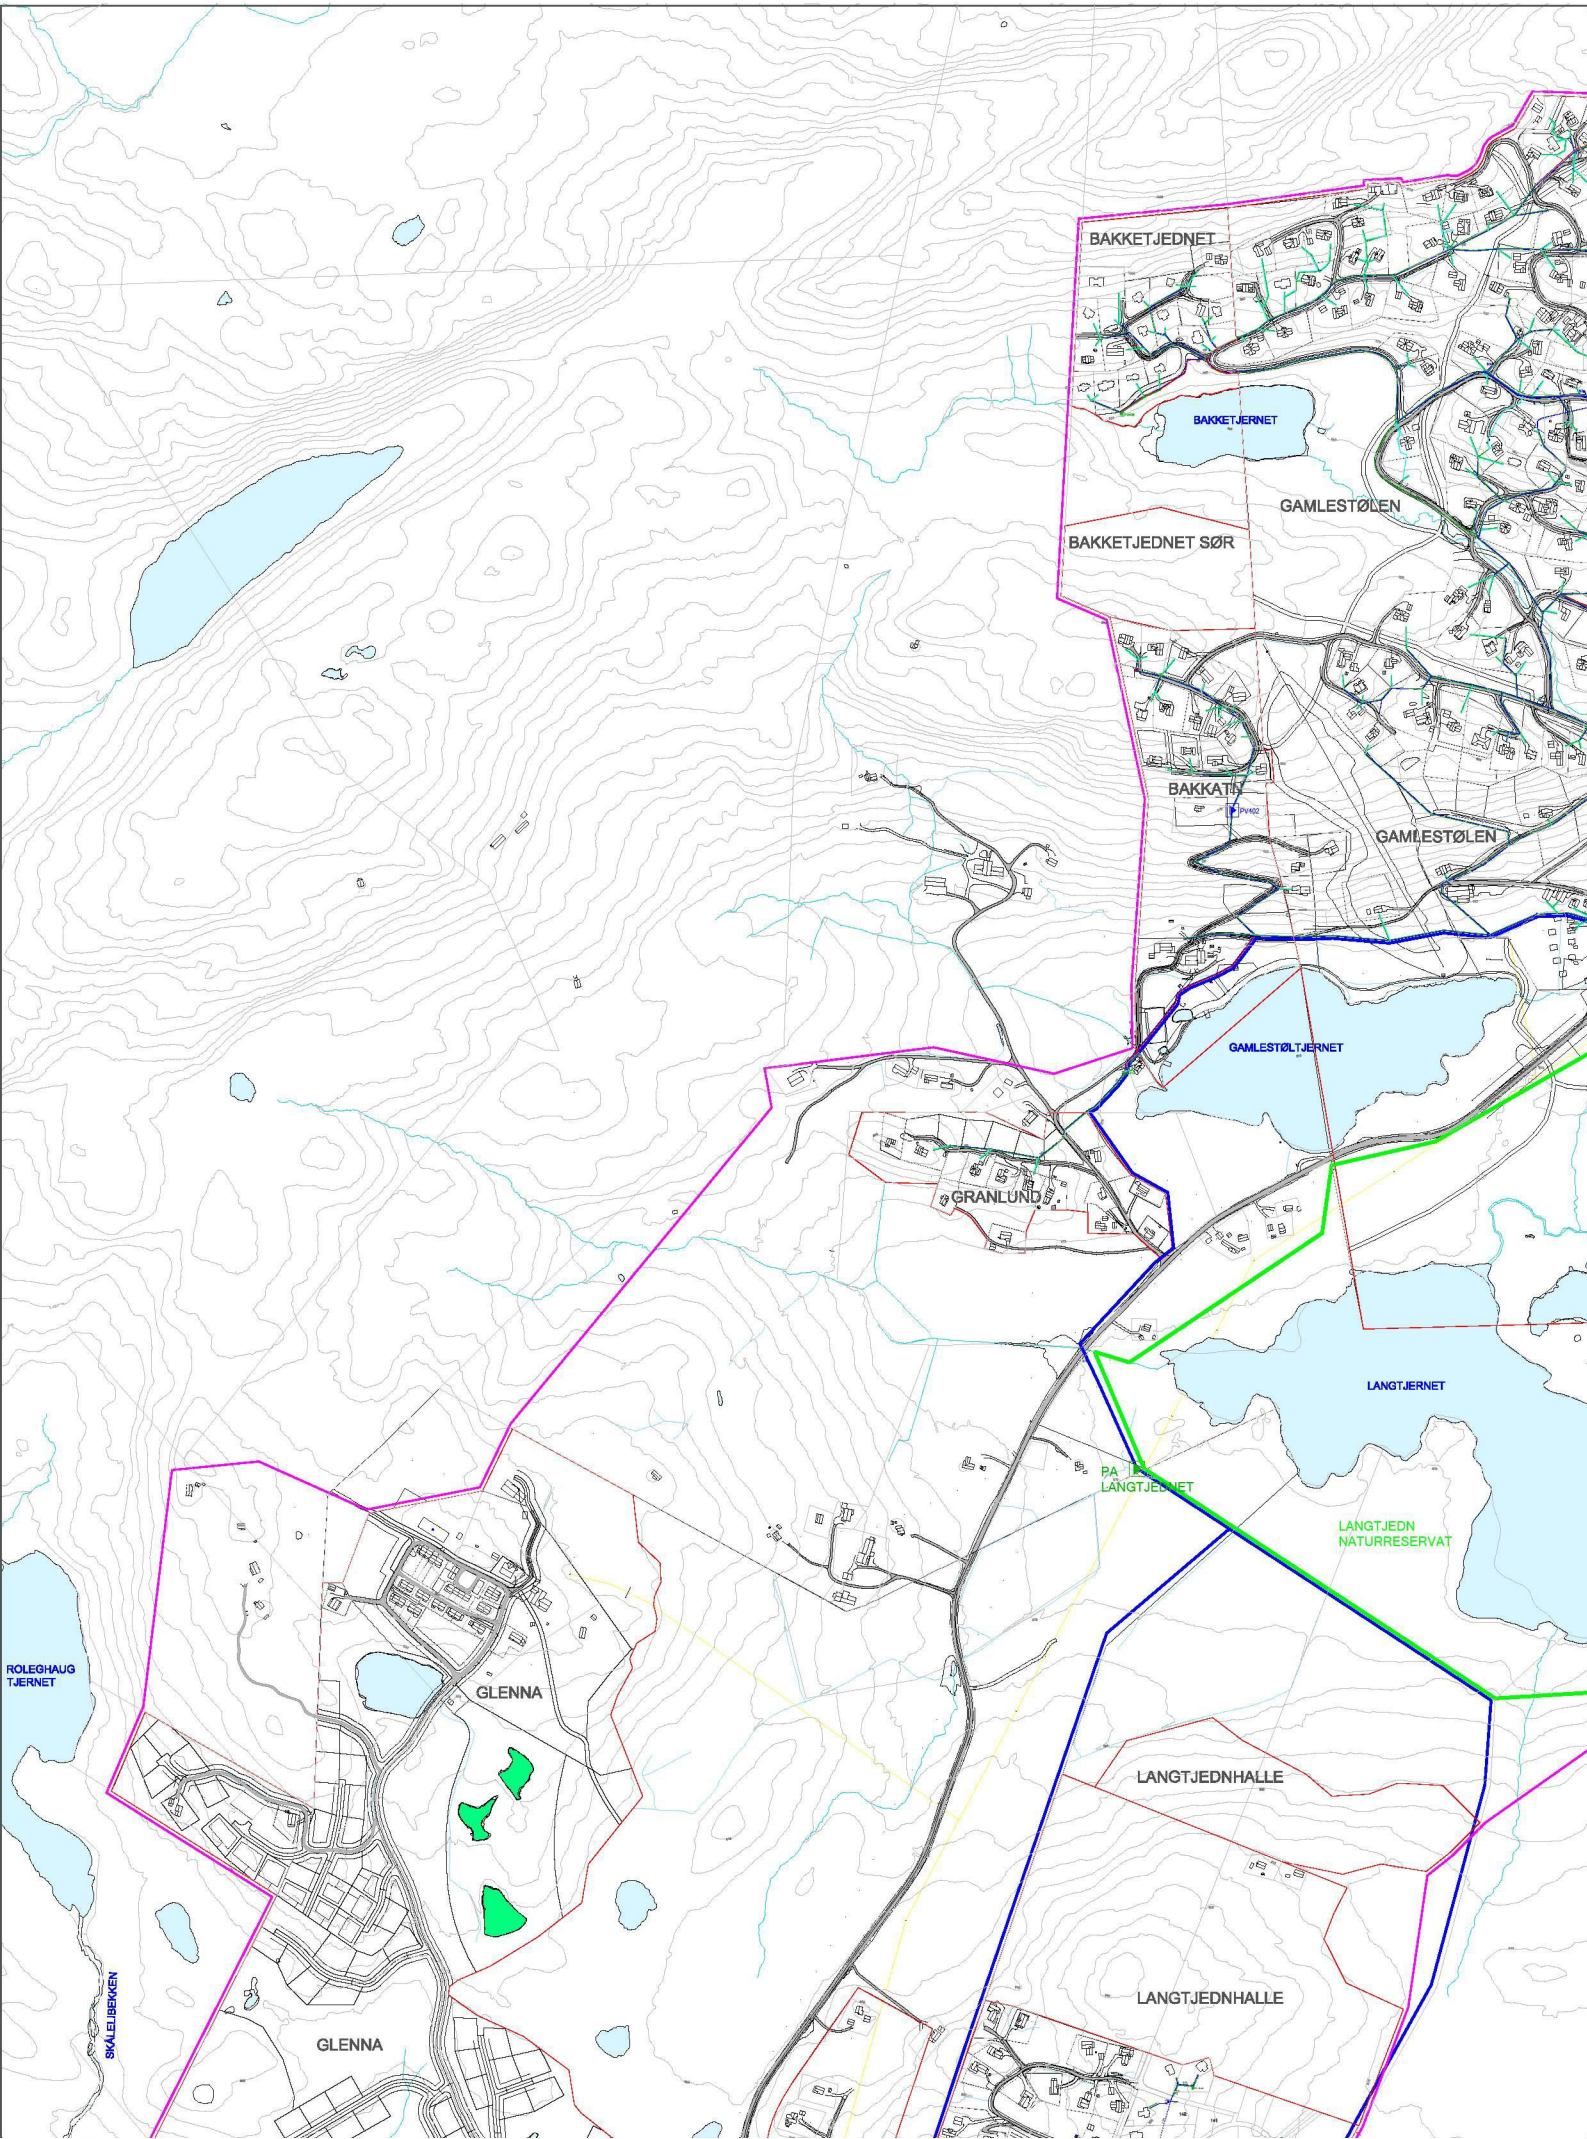 BAKKETJEDNET
BAKKETJERNET
GAMLESTØLEN
BAKKETJEDNET SØR
BAKKATN
PV402
GAMLESTØLEN
GAMLESTØLTJERNET
GRANLUND
LANGTJERNET
PA
LANGTJEDNET
LANGTJEDN
NATURRESERVAT
ROLEGHAUG
TJERNET
GLENNA
LANGTJEDNHALLE
SKÅLELIBEKKEN
LANGTJEDNHALLE
GLENNA